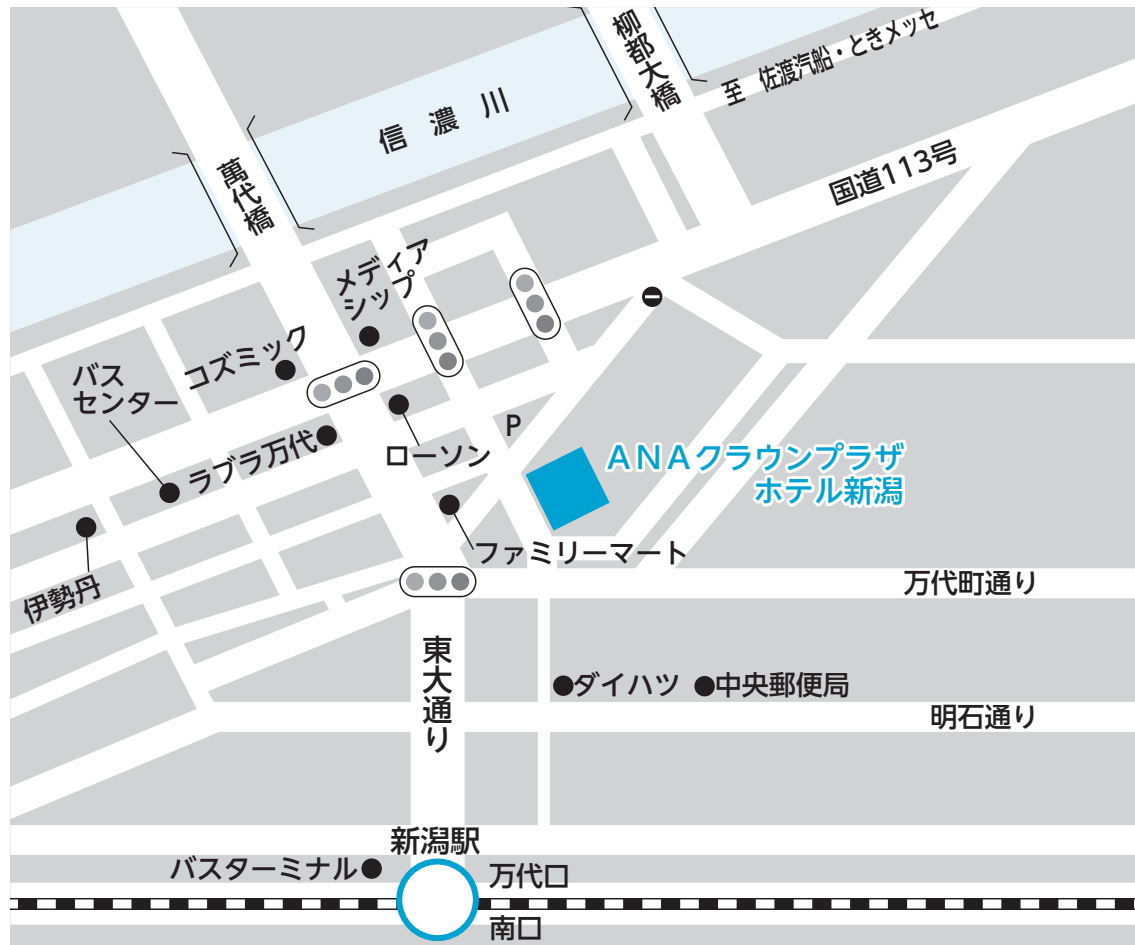 柳都大橋
至 佐渡汽船・ときメッセ
信濃川
国道113号
萬代橋
メディア
シップ
コズミック
バス
センター
ラブラ万代
ローソン
P
ANAクラウンプラザ
ホテル新潟
ファミリーマート
伊勢丹
万代町通り
東大通り
ダイハツ
中央郵便局
明石通り
新潟駅
バスターミナル
万代口
南口